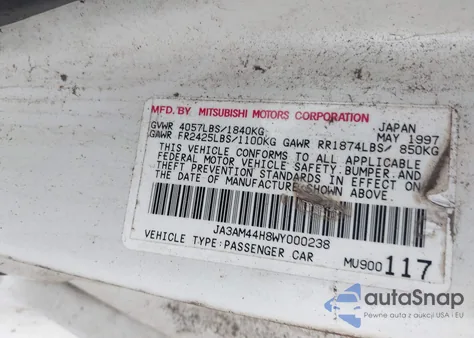 MFD.BY MITSUBISHI MOTORS CORPORATION JAPAN
GVWR 4057LBS/1840KG MAY 1997
GAWR FR2425LBS/1100KG GAWR RR1874LBS/ 850KG
THIS VEHICLE CONFORMS TO ALL APPLICABLE
FEDERAL MOTOR VEHICLE SAFETY,BUMPER,AND
THEFT PREVENTION STANDARDS IN EFFECT ON
THE DATE OF MANUFACTURE SHOWN ABOVE.
JA3AM44H8WY000238
VEHICLE TYPE:PASSENGER CAR MU900117
autoSnap
Pewne auta z aukcji USA i EU